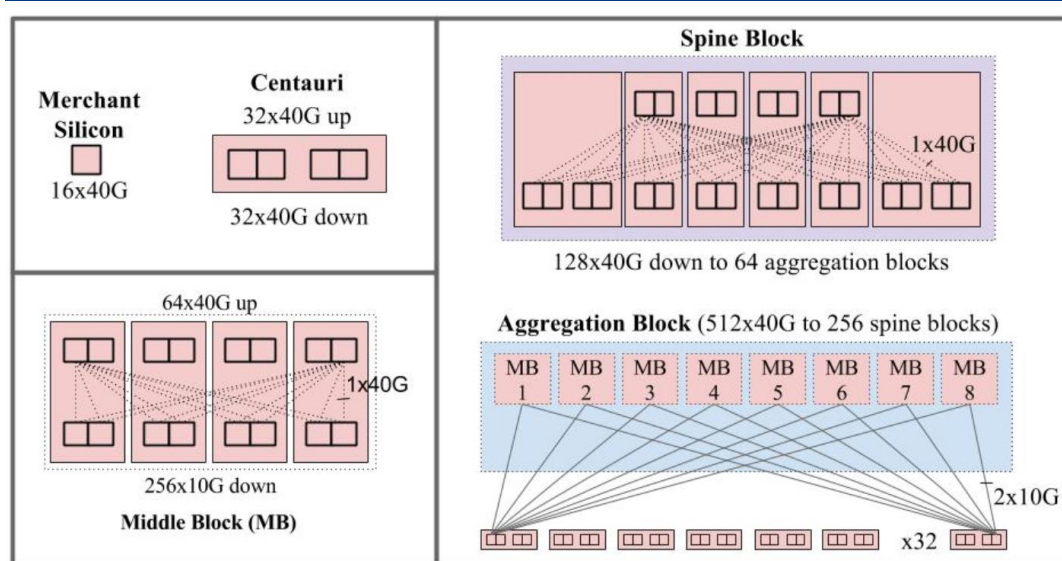 Merchant
Silicon
16x40G
Centauri
32x40G up
32x40G down
64x40G up
1x40G
256x10G down
Middle Block (MB)
Spine Block
1x40G
128x40G down to 64 aggregation blocks
Aggregation Block (512x40G to 256 spine blocks)
MB MB MB MB MB MB MB MB
1 2 3 4 5 6 7 8
2x10G
x32